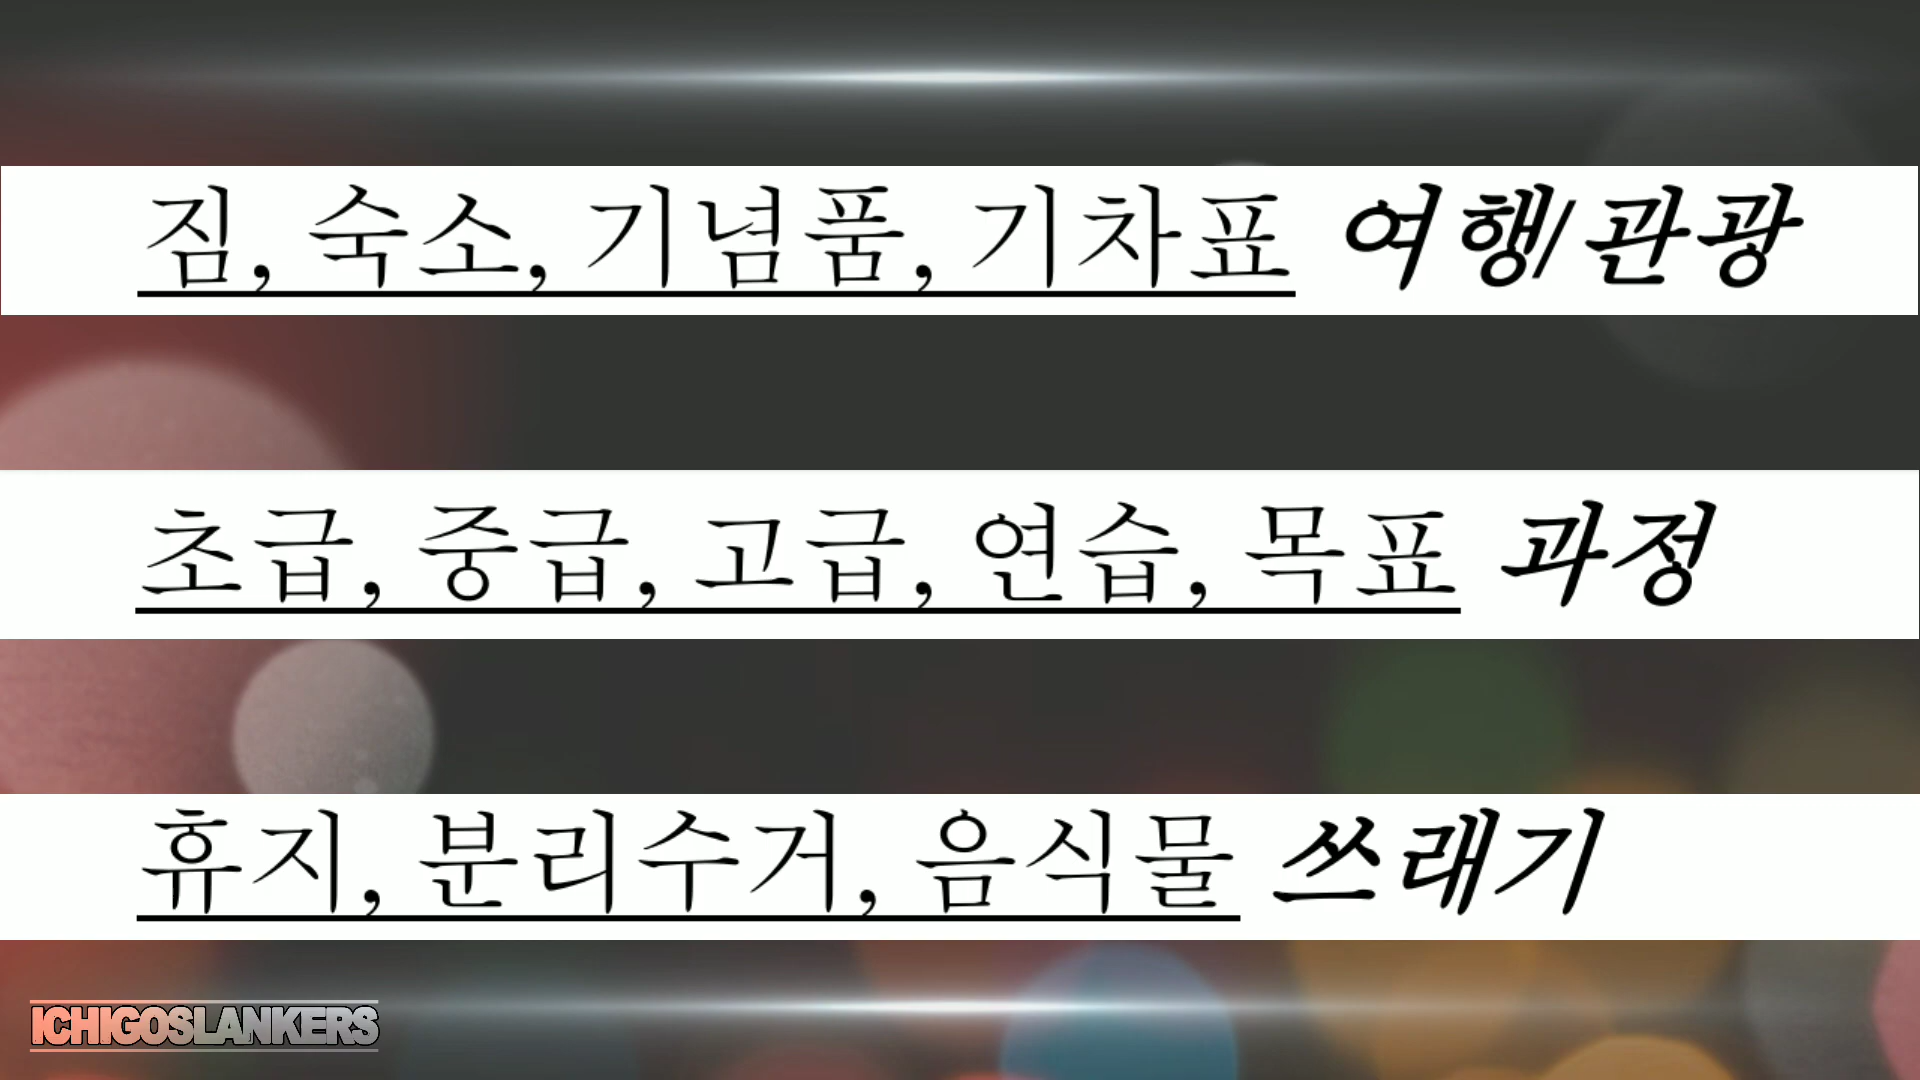 짐, 숙소, 기념품, 기차표 여행/관광
초급, 중급, 고급, 연습, 목표 과정
휴지, 분리수거, 음식물 쓰래기
ICHIGOSLANKERS